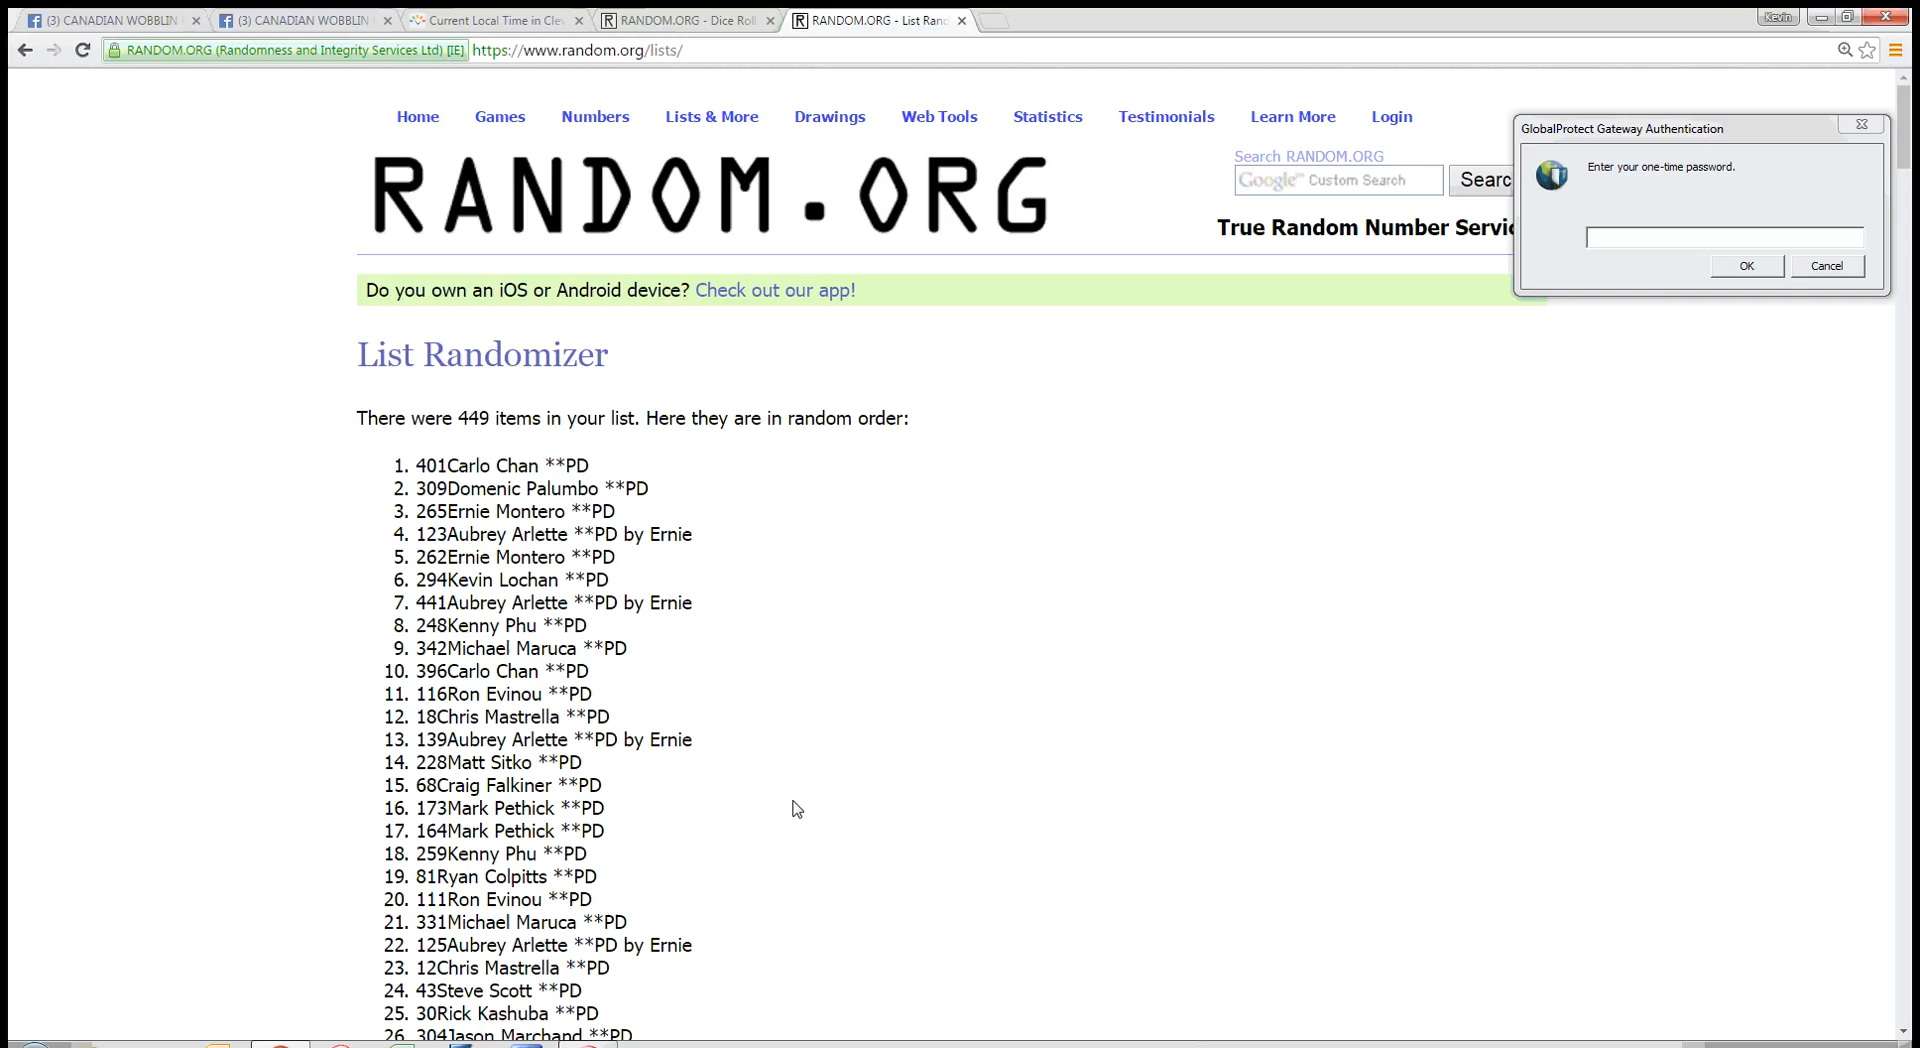 (3) CANADIAN WOBBLIN
(3) CANADIAN WOBBLIN
Current Local Time in Clev
RANDOM.ORG - Dice Roll
RANDOM.ORG - List Rand
Kevin
RANDOM.ORG (Randomness and Integrity Services Ltd) [IE] https://www.random.org/lists/
Home Games Numbers Lists & More Drawings Web Tools Statistics Testimonials Learn More Login
RANDOM.ORG
Search RANDOM.ORG
Google™ Custom Search
Searc
True Random Number Servic
GlobalProtect Gateway Authentication
Enter your one-time password.
OK Cancel
Do you own an iOS or Android device? Check out our app!
List Randomizer
There were 449 items in your list. Here they are in random order:
1. 401Carlo Chan **PD
2. 309Domenic Palumbo **PD
3. 265Ernie Montero **PD
4. 123Aubrey Arlette **PD by Ernie
5. 262Ernie Montero **PD
6. 294Kevin Lochan **PD
7. 441Aubrey Arlette **PD by Ernie
8. 248Kenny Phu **PD
9. 342Michael Maruca **PD
10. 396Carlo Chan **PD
11. 116Ron Evinou **PD
12. 18Chris Mastrella **PD
13. 139Aubrey Arlette **PD by Ernie
14. 228Matt Sitko **PD
15. 68Craig Falkiner **PD
16. 173Mark Pethick **PD
17. 164Mark Pethick **PD
18. 259Kenny Phu **PD
19. 81Ryan Colpitts **PD
20. 111Ron Evinou **PD
21. 331Michael Maruca **PD
22. 125Aubrey Arlette **PD by Ernie
23. 12Chris Mastrella **PD
24. 43Steve Scott **PD
25. 30Rick Kashuba **PD
26. 304Jason Marchand **PD